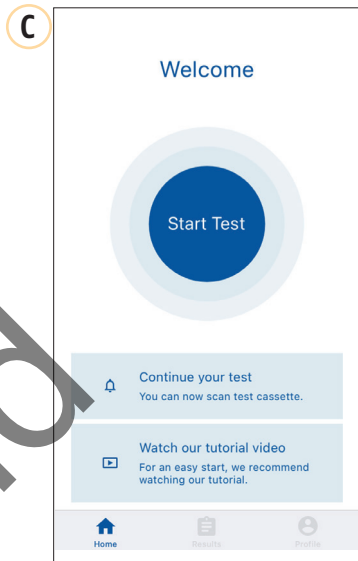 C
Welcome
Start Test
Continue your test
You can now scan test cassette.
Watch our tutorial video
For an easy start, we recommend
watching our tutorial.
Home
Results
Profile